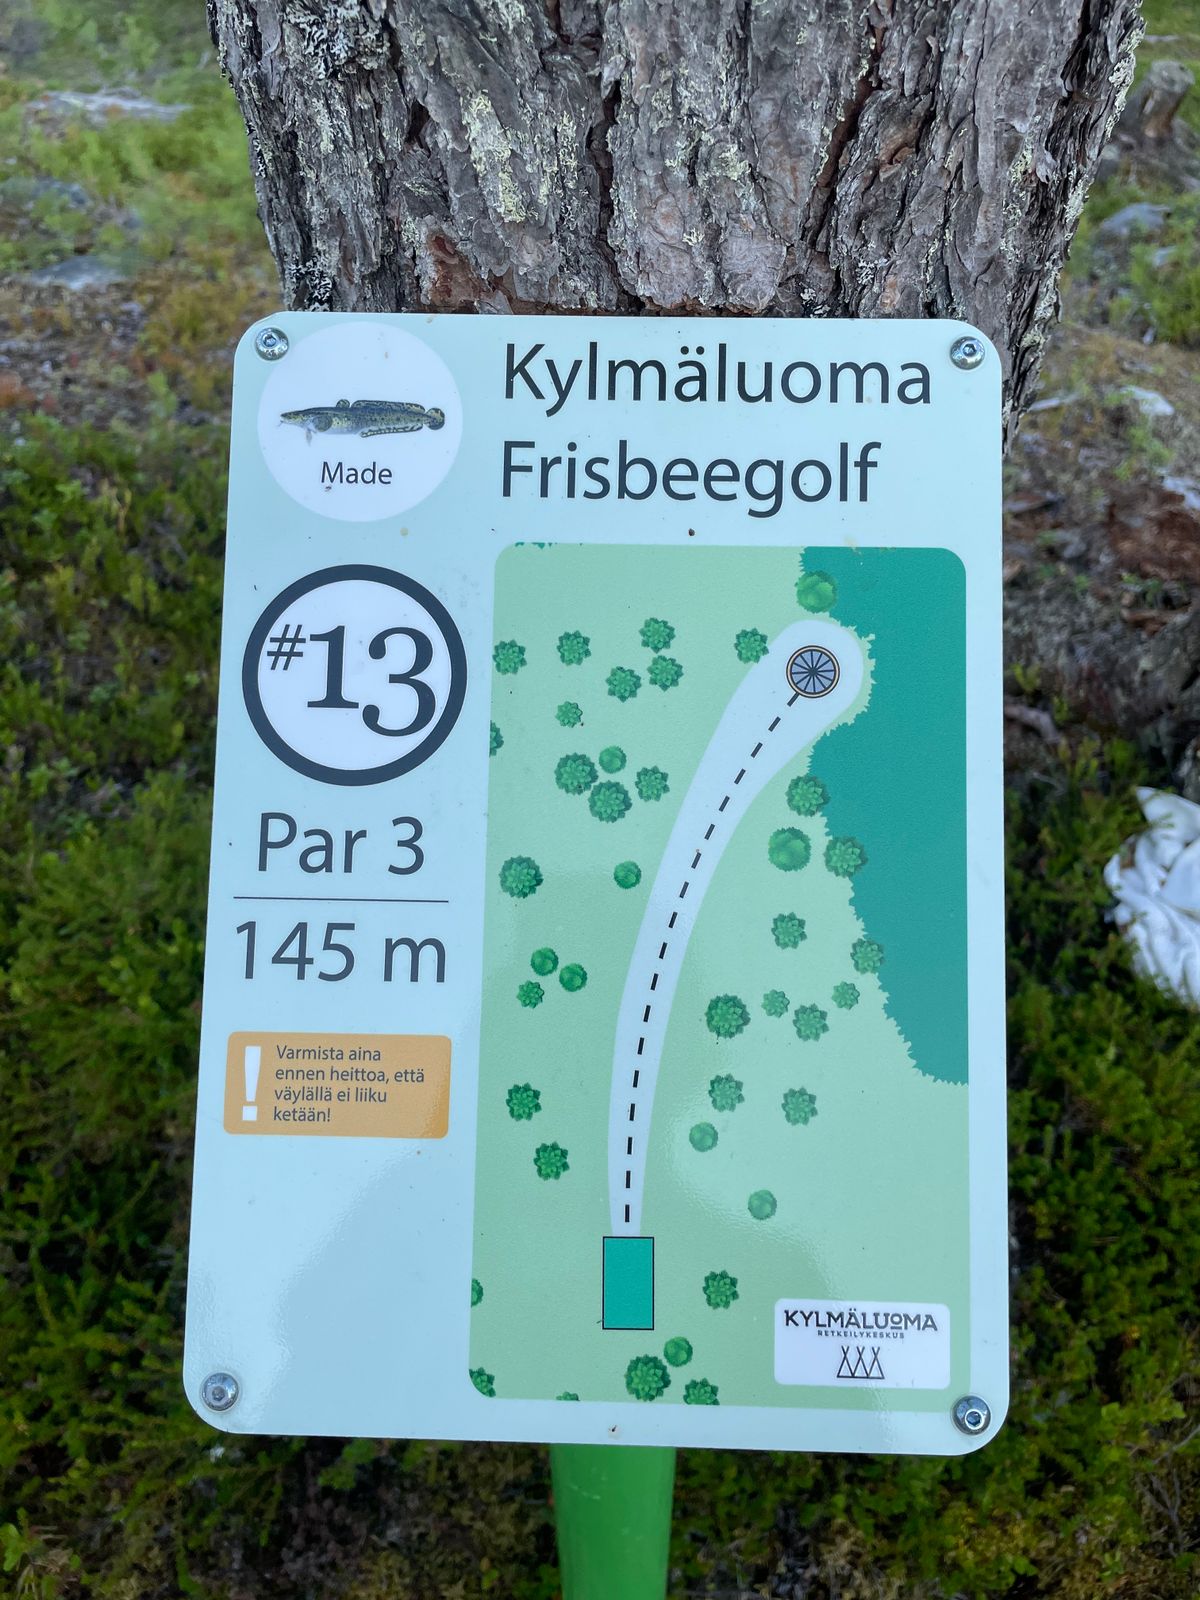 Kylmäluoma
Frisbeegolf
Made
#13
Par 3
145 m
! Varmista aina
ennen heittoa, että
väylällä ei liiku
ketään!
KYLMÄLUOMA
RETKEILYKESKUS